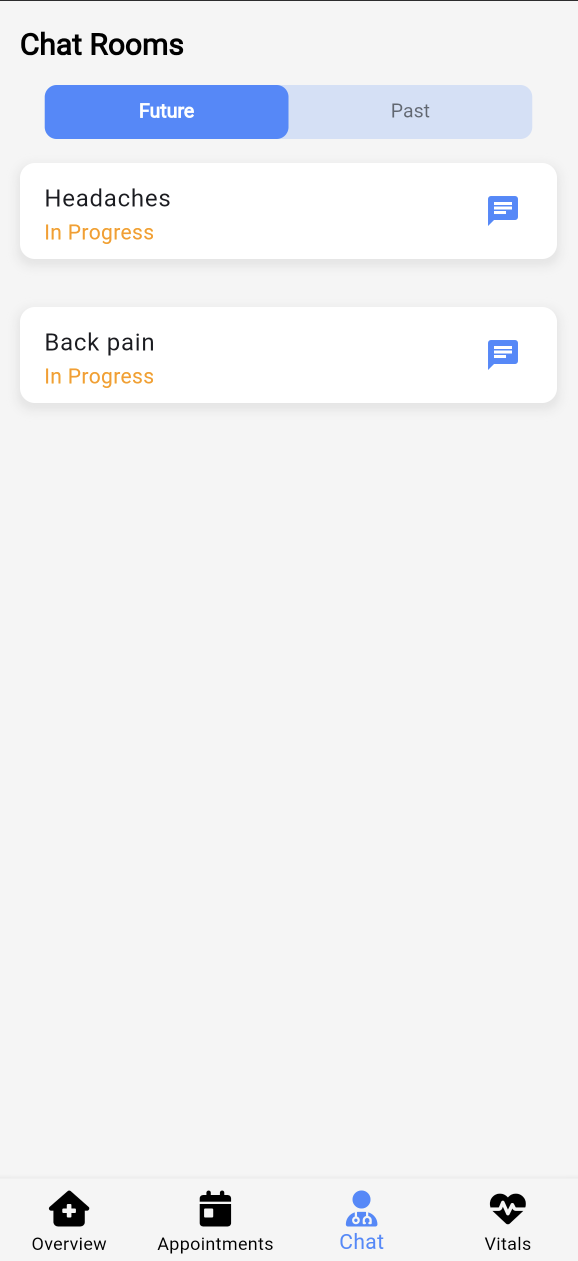 Chat Rooms
Future
Past
Headaches
In Progress
Back pain
In Progress
Overview
Appointments
Chat
Vitals